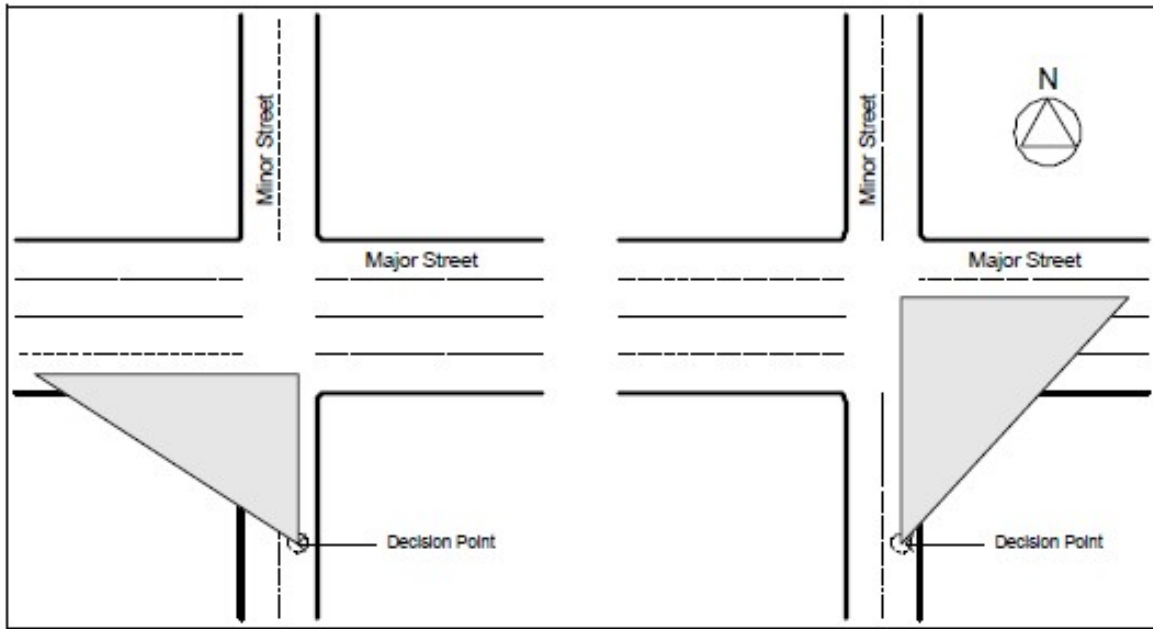 Minor Street
Minor Street
N
Major Street
Major Street
Decision Point
Decision Point